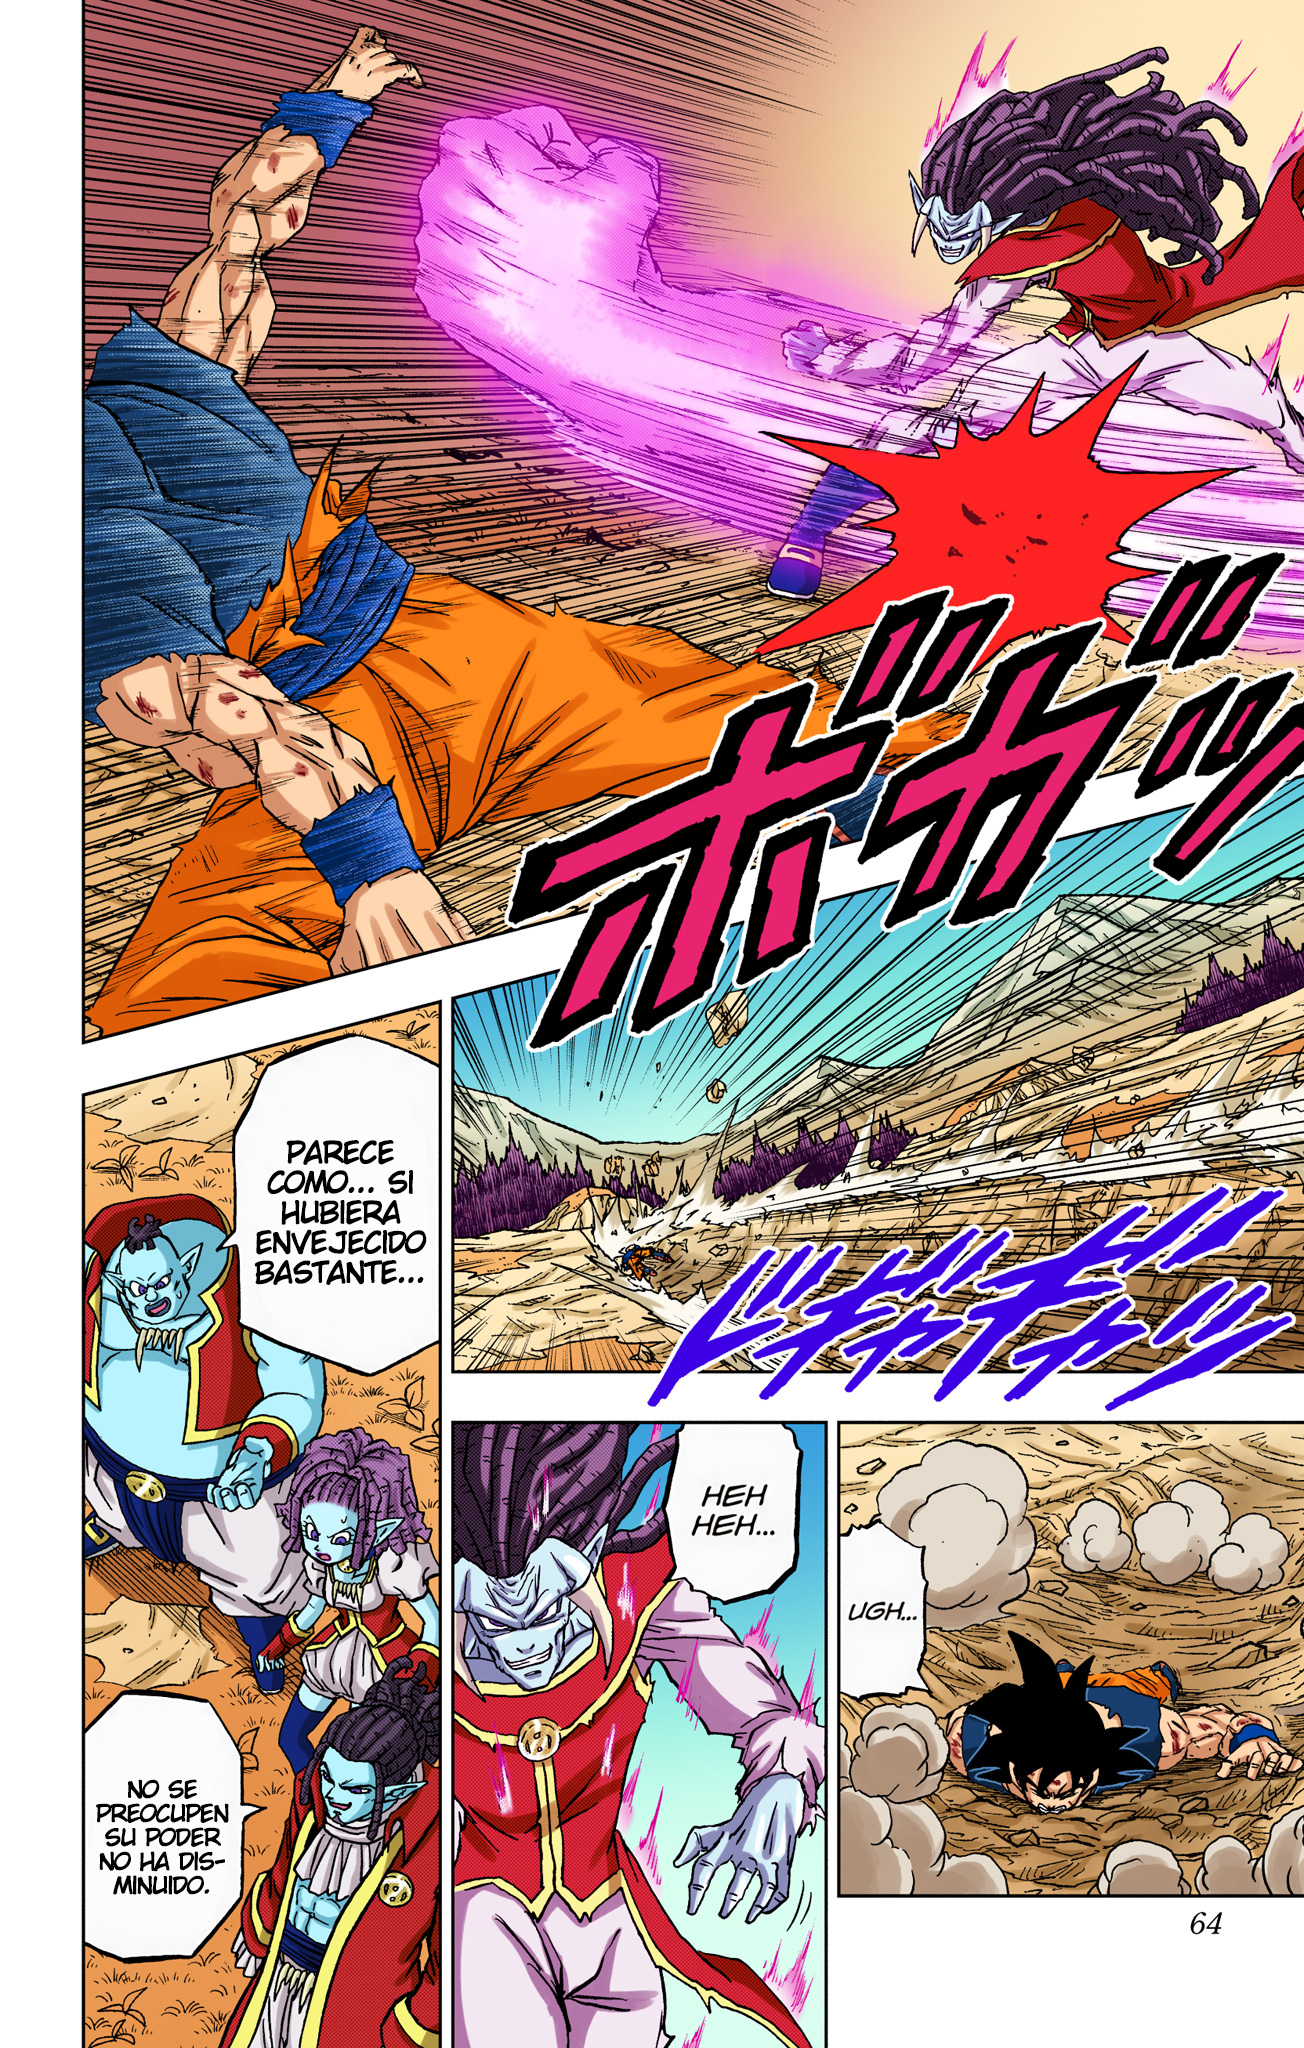 ボガッ
ドギャギャッ
UGH...
HEH
HEH...
PARECE
COMO... SI
HUBIERA
ENVEJECIDO
BASTANTE...
NO SE
PREOCUPEN
SU PODER
NO HA DIS-
MINUIDO.
64